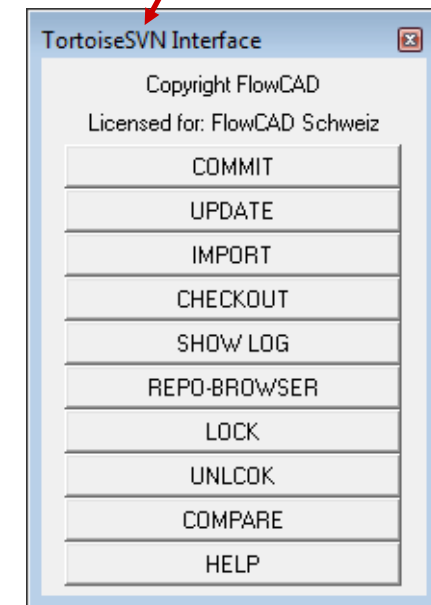 TortoiseSVN Interface
Copyright FlowCAD
Licensed for: FlowCAD Schweiz
COMMIT
UPDATE
IMPORT
CHECKOUT
SHOW LOG
REPO-BROWSER
LOCK
UNLCOK
COMPARE
HELP